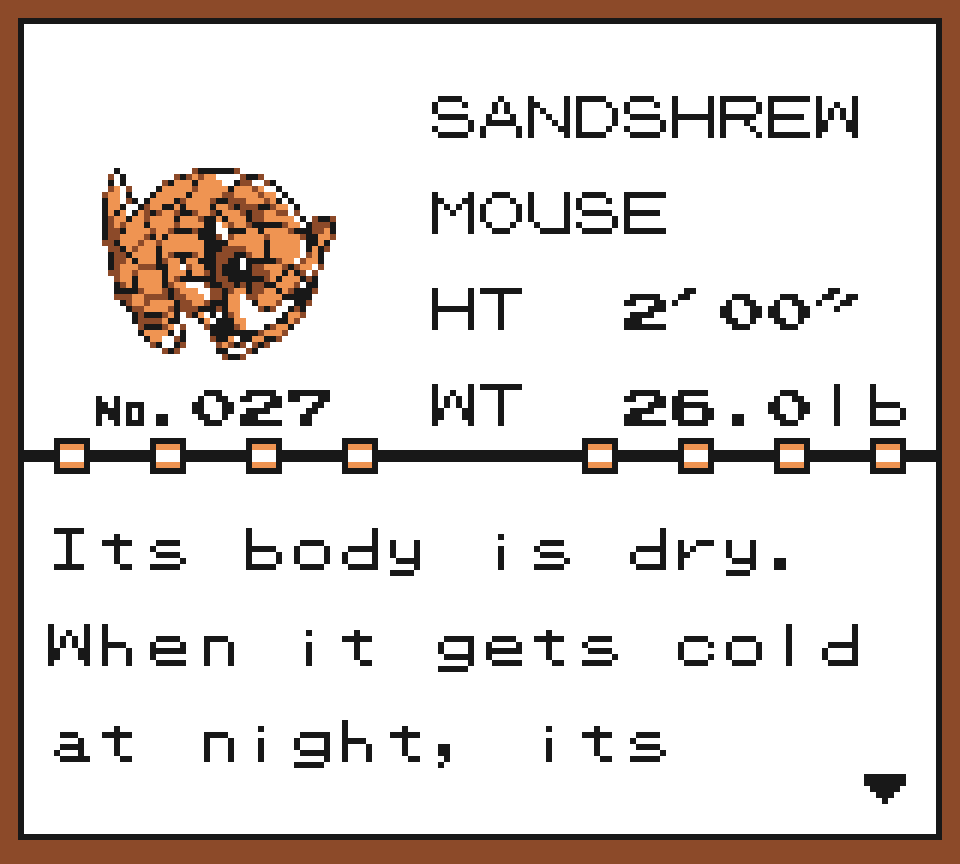 SANDSHREW
MOUSE
HT 2′00″
WT 26.0lb
No.027
Its body is dry.
When it gets cold
at night, its